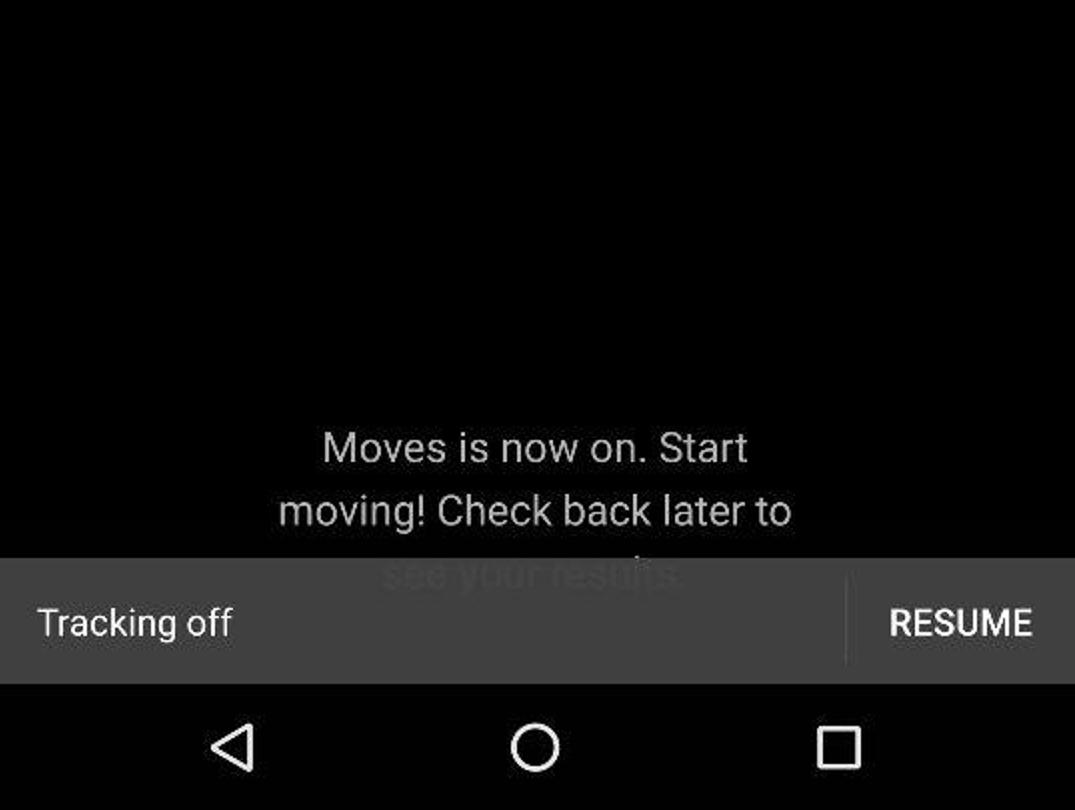 Moves is now on. Start
moving! Check back later to
see your results.
Tracking off
RESUME